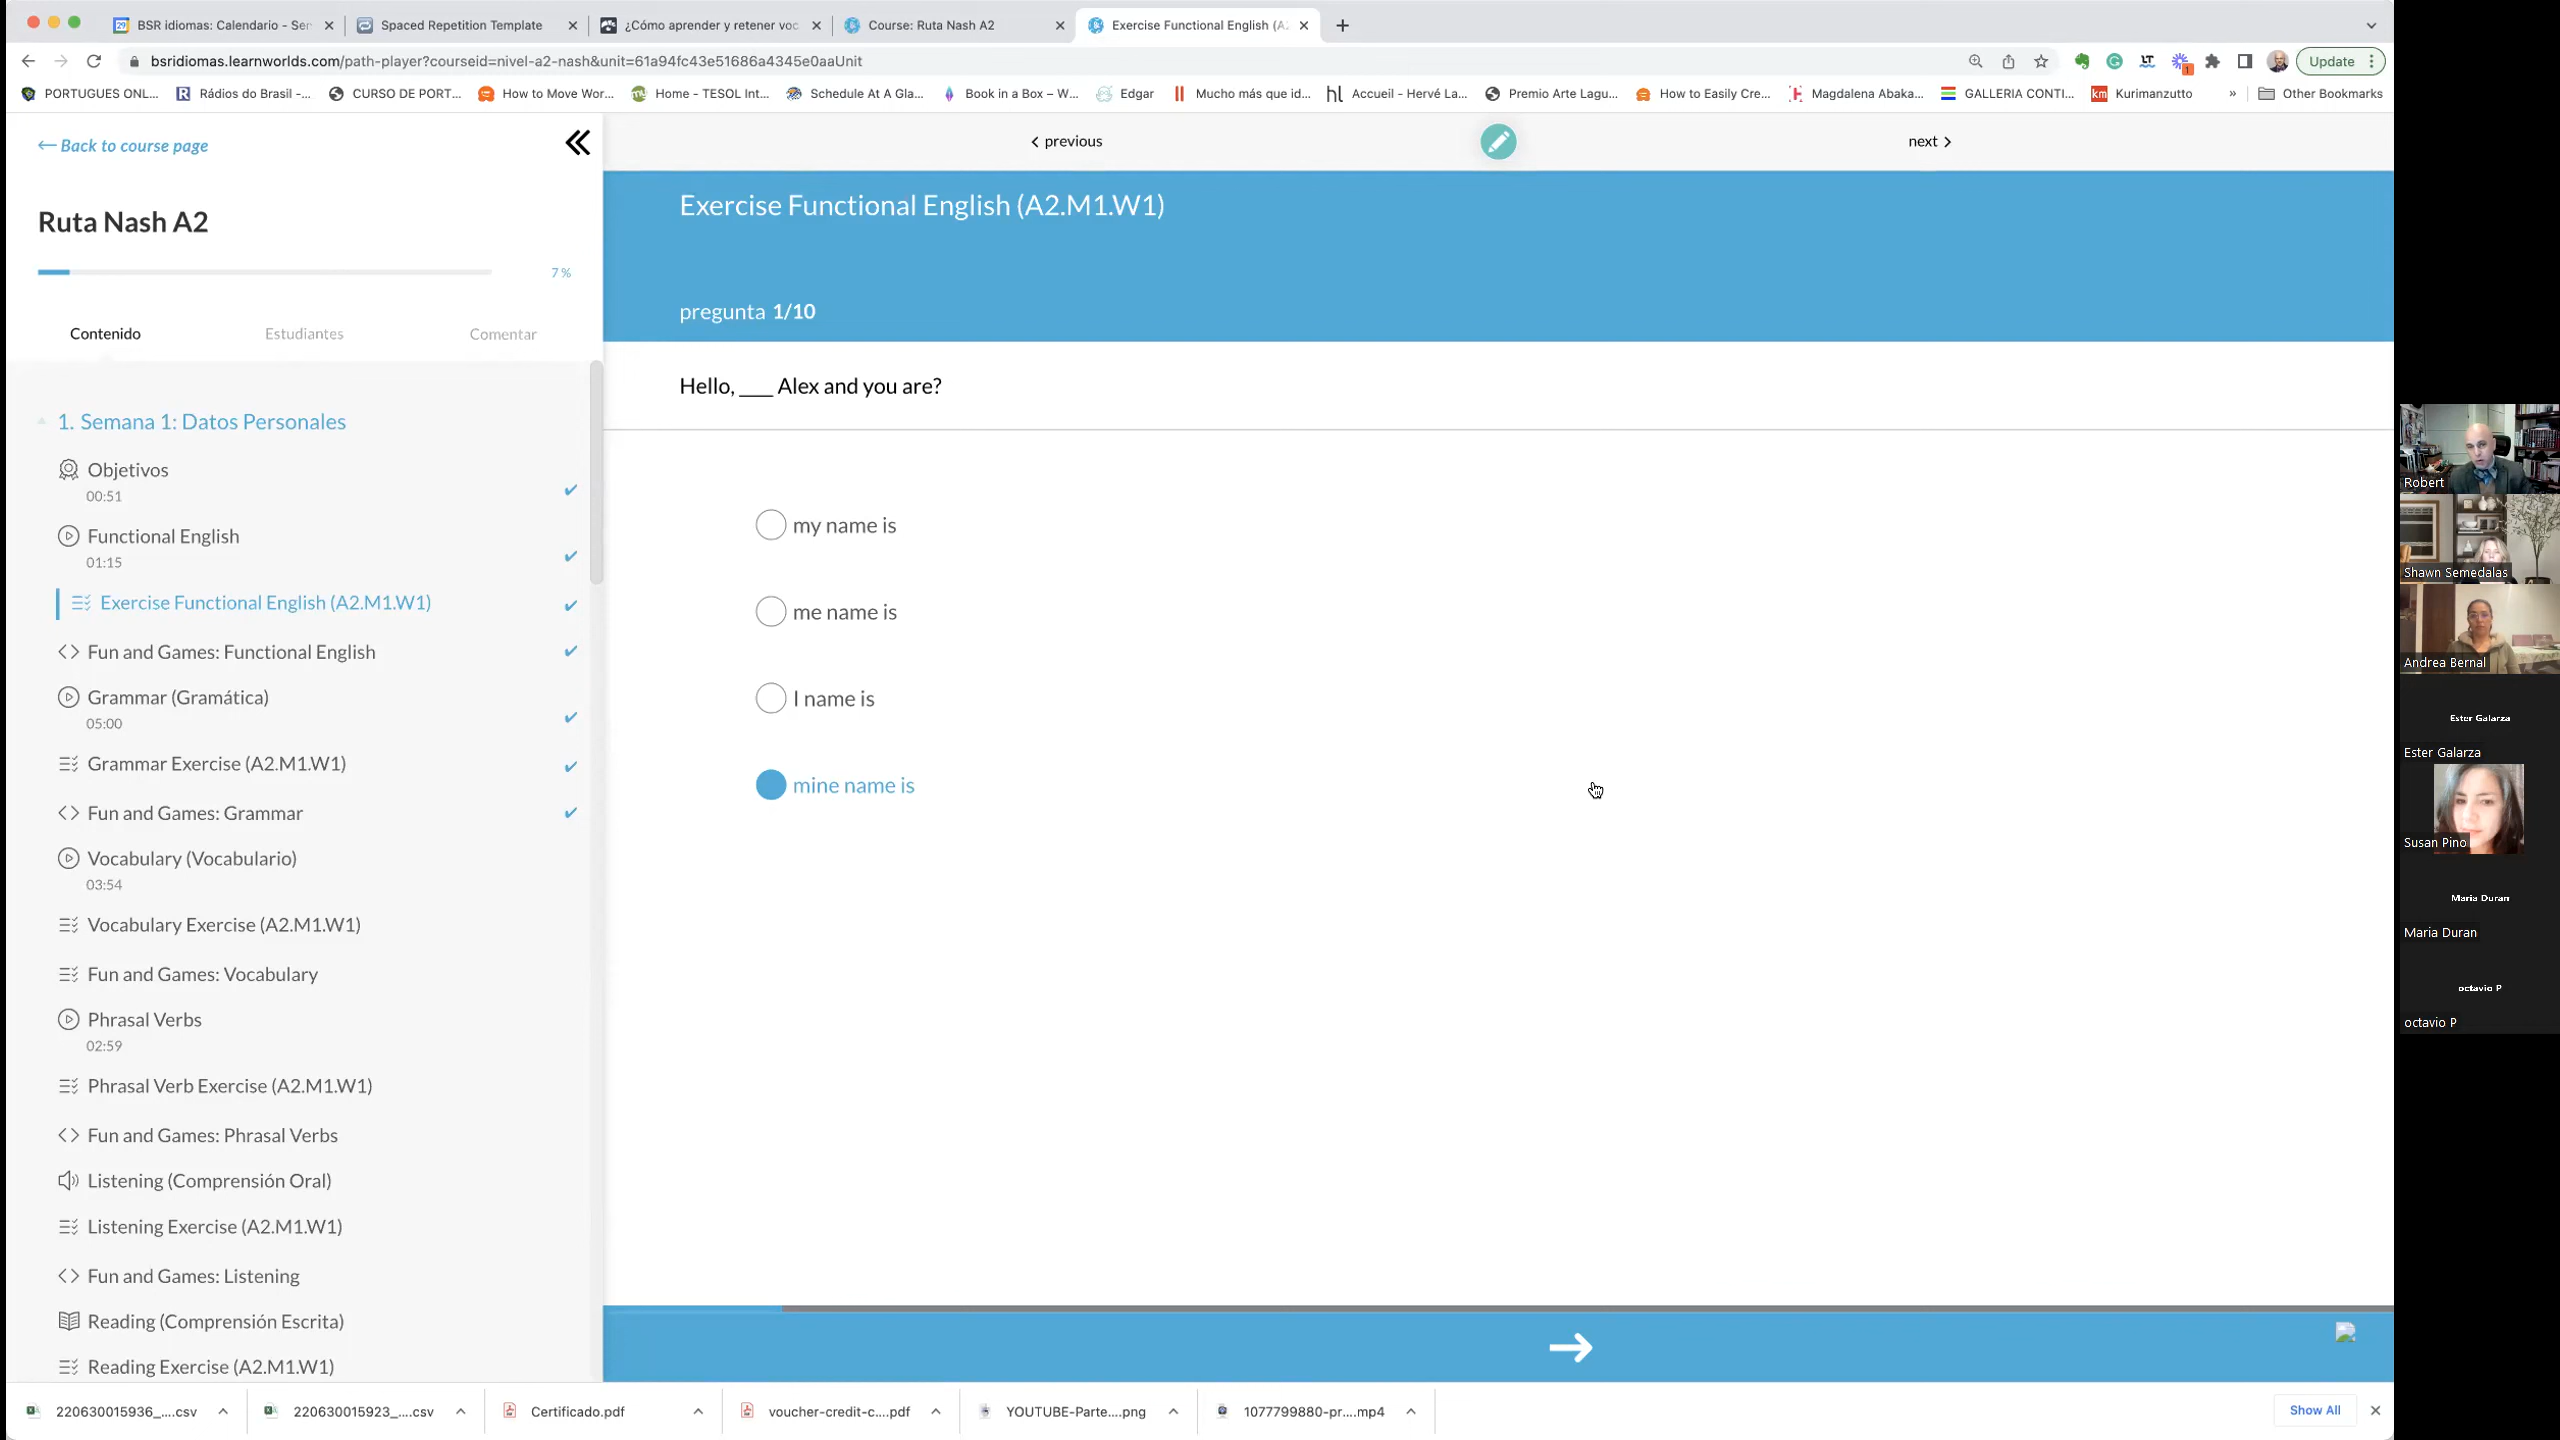 BSR idiomas: Calendario - Ser
Spaced Repetition Template
¿Cómo aprender y retener voc
Course: Ruta Nash A2
Exercise Functional English (A2
bsridiomas.learnworlds.com/path-player?courseid=nivel-a2-nash&unit=61a94fc43e51686a4345e0aaUnit
Update
PORTUGUES ONL...
Rádios do Brasil -...
CURSO DE PORT...
How to Move Wor...
Home - TESOL Int...
Schedule At A Gla...
Book in a Box – W...
Edgar
Mucho más que id...
Accueil - Hervé La...
Premio Arte Lagu...
How to Easily Cre...
Magdalena Abaka...
GALLERIA CONTI...
Kurimanzutto
»
Other Bookmarks
Back to course page
Ruta Nash A2
7%
Contenido
Estudiantes
Comentar
1. Semana 1: Datos Personales
Objetivos
00:51
Functional English
01:15
Exercise Functional English (A2.M1.W1)
Fun and Games: Functional English
Grammar (Gramática)
05:00
Grammar Exercise (A2.M1.W1)
Fun and Games: Grammar
Vocabulary (Vocabulario)
03:54
Vocabulary Exercise (A2.M1.W1)
Fun and Games: Vocabulary
Phrasal Verbs
02:59
Phrasal Verb Exercise (A2.M1.W1)
Fun and Games: Phrasal Verbs
Listening (Comprensión Oral)
Listening Exercise (A2.M1.W1)
Fun and Games: Listening
Reading (Comprensión Escrita)
Reading Exercise (A2.M1.W1)
previous
next
Exercise Functional English (A2.M1.W1)
pregunta 1/10
Hello, ___ Alex and you are?
my name is
me name is
I name is
mine name is
Robert
Shawn Semedalas
Andrea Bernal
Ester Galarza
Ester Galarza
Susan Pino
Maria Duran
Maria Duran
octavio P
octavio P
220630015936_....csv
220630015923_....csv
Certificado.pdf
voucher-credit-c....pdf
YOUTUBE-Parte....png
1077799880-pr....mp4
Show All